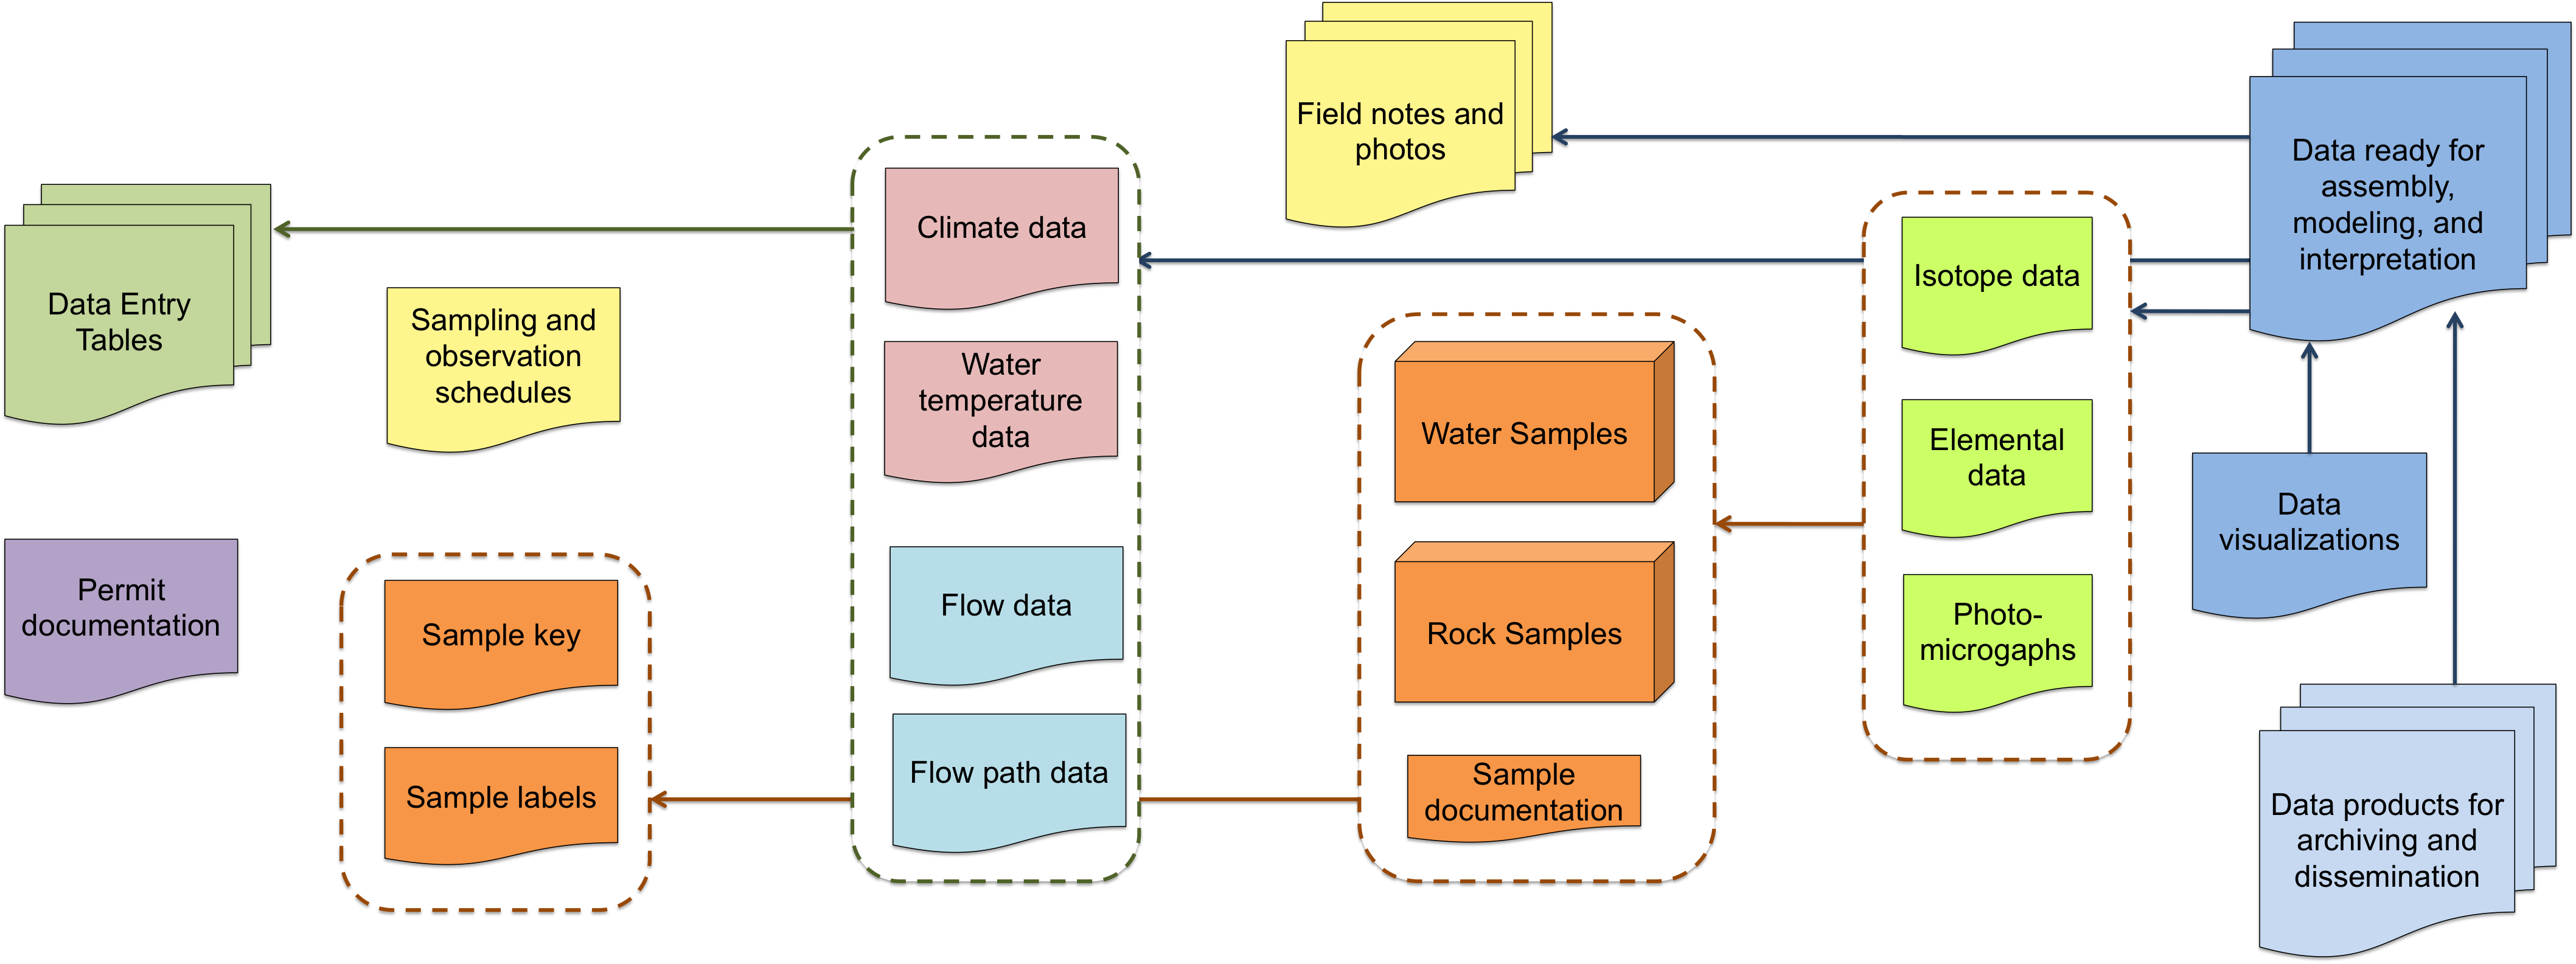 Data Entry
Tables
Permit
documentation
Sampling and
observation
schedules
Sample key
Sample labels
Climate data
Water
temperature
data
Flow data
Flow path data
Field notes and
photos
Water Samples
Rock Samples
Sample
documentation
Isotope data
Elemental
data
Photo-
microgaphs
Data ready for
assembly,
modeling, and
interpretation
Data
visualizations
Data products for
archiving and
dissemination